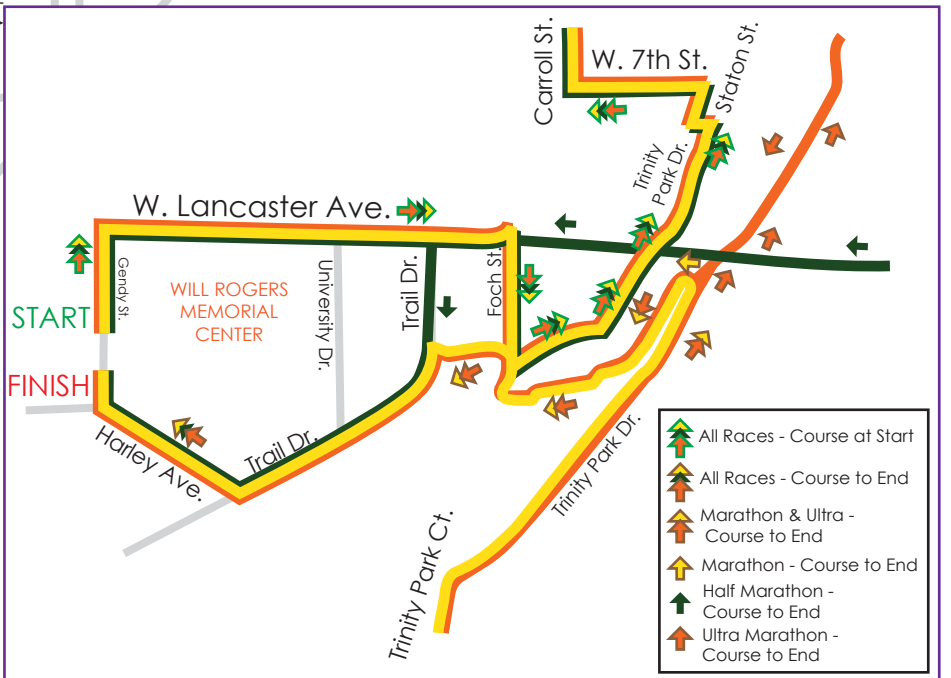 Carroll St.
W. 7th St.
Staton St.
Trinity
Park Dr.
W. Lancaster Ave.
Gendy St.
WILL ROGERS
MEMORIAL
CENTER
University Dr.
Trail Dr.
Foch St.
START
FINISH
Harley Ave.
Trail Dr.
Trinity Park Dr.
Trinity Park Ct.
All Races - Course at Start
All Races - Course to End
Marathon & Ultra -
Course to End
Marathon - Course to End
Half Marathon -
Course to End
Ultra Marathon -
Course to End